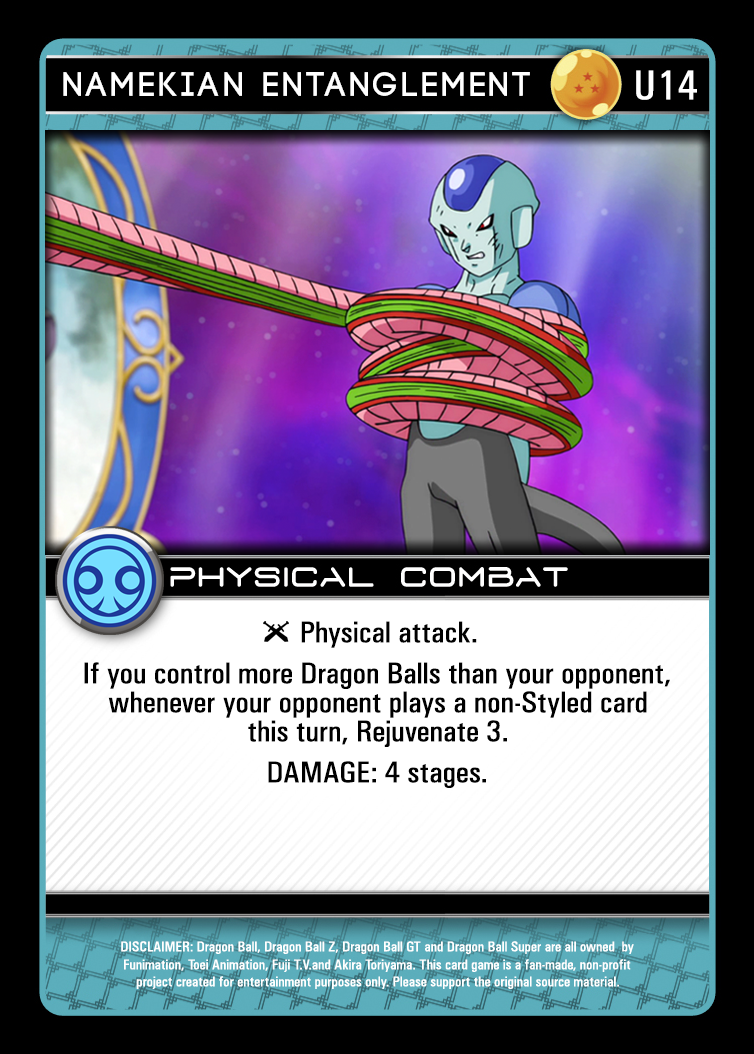 NAMEKIAN ENTANGLEMENT U14
PHYSICAL COMBAT
Physical attack.
If you control more Dragon Balls than your opponent,
whenever your opponent plays a non-Styled card
this turn, Rejuvenate 3.
DAMAGE: 4 stages.
DISCLAIMER: Dragon Ball, Dragon Ball Z, Dragon Ball GT and Dragon Ball Super are all owned by
Funimation, Toei Animation, Fuji T.V.and Akira Toriyama. This card game is a fan-made, non-profit
project created for entertainment purposes only. Please support the original source material.